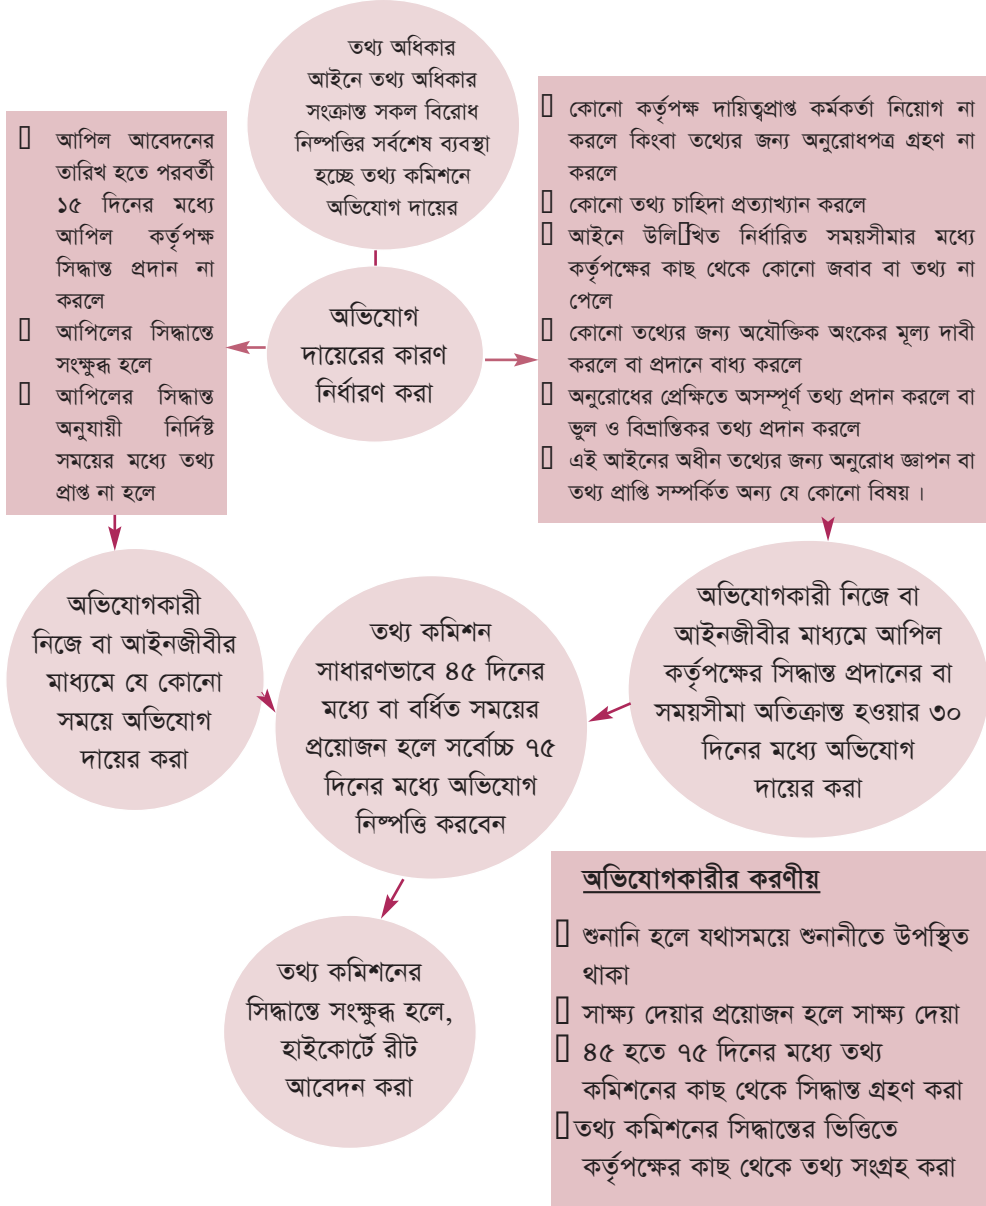 তথ্য অধিকার
আইনে তথ্য অধিকার
সংক্রান্ত সকল বিরোধ
নিষ্পত্তির সর্বশেষ ব্যবস্থা
হচ্ছে তথ্য কমিশনে
অভিযোগ দায়ের
আপিল আবেদনের
তারিখ হতে পরবর্তী
১৫ দিনের মধ্যে
আপিল কর্তৃপক্ষ
সিদ্ধান্ত প্রদান না
করলে
আপিলের সিদ্ধান্তে
সংক্ষুব্ধ হলে
আপিলের সিদ্ধান্ত
অনুযায়ী নির্দিষ্ট
সময়ের মধ্যে তথ্য
প্রাপ্ত না হলে
অভিযোগ
দায়েরের কারণ
নির্ধারণ করা
কোনো কর্তৃপক্ষ দায়িত্বপ্রাপ্ত কর্মকর্তা নিয়োগ না
করলে কিংবা তথ্যের জন্য অনুরোধপত্র গ্রহণ না
করলে
কোনো তথ্য চাহিদা প্রত্যাখ্যান করলে
আইনে উলি▯খিত নির্ধারিত সময়সীমার মধ্যে
কর্তৃপক্ষের কাছ থেকে কোনো জবাব বা তথ্য না
পেলে
কোনো তথ্যের জন্য অযৌক্তিক অংকের মূল্য দাবী
করলে বা প্রদানে বাধ্য করলে
অনুরোধের প্রেক্ষিতে অসম্পূর্ণ তথ্য প্রদান করলে বা
ভুল ও বিভ্রান্তিকর তথ্য প্রদান করলে
এই আইনের অধীন তথ্যের জন্য অনুরোধ জ্ঞাপন বা
তথ্য প্রাপ্তি সম্পর্কিত অন্য যে কোনো বিষয় ।
অভিযোগকারী
নিজে বা আইনজীবীর
মাধ্যমে যে কোনো
সময়ে অভিযোগ
দায়ের করা
তথ্য কমিশন
সাধারণভাবে ৪৫ দিনের
মধ্যে বা বর্ধিত সময়ের
প্রয়োজন হলে সর্বোচ্চ ৭৫
দিনের মধ্যে অভিযোগ
নিষ্পত্তি করবেন
অভিযোগকারী নিজে বা
আইনজীবীর মাধ্যমে আপিল
কর্তৃপক্ষের সিদ্ধান্ত প্রদানের বা
সময়সীমা অতিক্রান্ত হওয়ার ৩০
দিনের মধ্যে অভিযোগ
দায়ের করা
তথ্য কমিশনের
সিদ্ধান্তে সংক্ষুব্ধ হলে,
হাইকোর্টে রীট
আবেদন করা
অভিযোগকারীর করণীয়
শুনানি হলে যথাসময়ে শুনানীতে উপস্থিত
থাকা
সাক্ষ্য দেয়ার প্রয়োজন হলে সাক্ষ্য দেয়া
৪৫ হতে ৭৫ দিনের মধ্যে তথ্য
কমিশনের কাছ থেকে সিদ্ধান্ত গ্রহণ করা
তথ্য কমিশনের সিদ্ধান্তের ভিত্তিতে
কর্তৃপক্ষের কাছ থেকে তথ্য সংগ্রহ করা